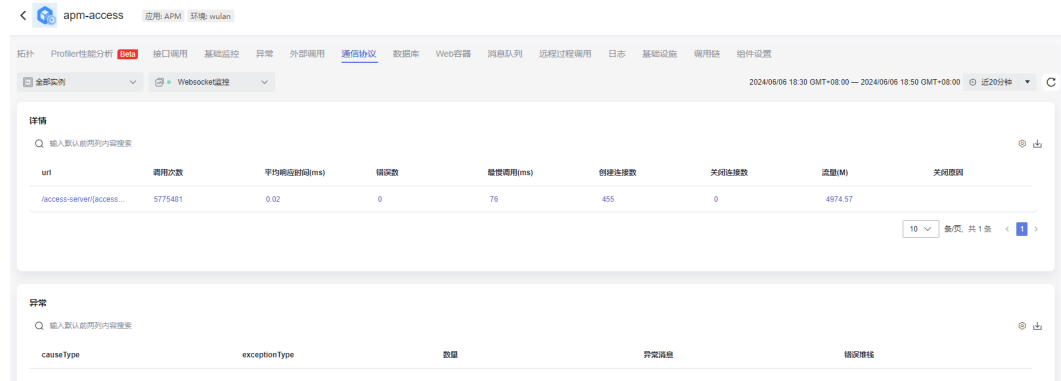 apm-access 应用: APM 环境: wulan
拓扑 Profiler性能分析 Beta 接口调用 基础监控 异常 外部调用 通信协议 数据库 Web容器 消息队列 远程过程调用 日志 基础设施 调用链 组件设置
全部实例 Websocket监控 2024/06/06 18:30 GMT+08:00 — 2024/06/06 18:50 GMT+08:00 近20分钟
详情
输入默认前两列内容搜索
url 调用次数 平均响应时间(ms) 错误数 最慢调用(ms) 创建连接数 关闭连接数 流量(M) 关闭原因
/access-server/{access... 5775481 0.02 0 76 455 0 4974.57
10 条/页, 共 1 条 1
异常
输入默认前两列内容搜索
causeType exceptionType 数量 异常消息 错误堆栈